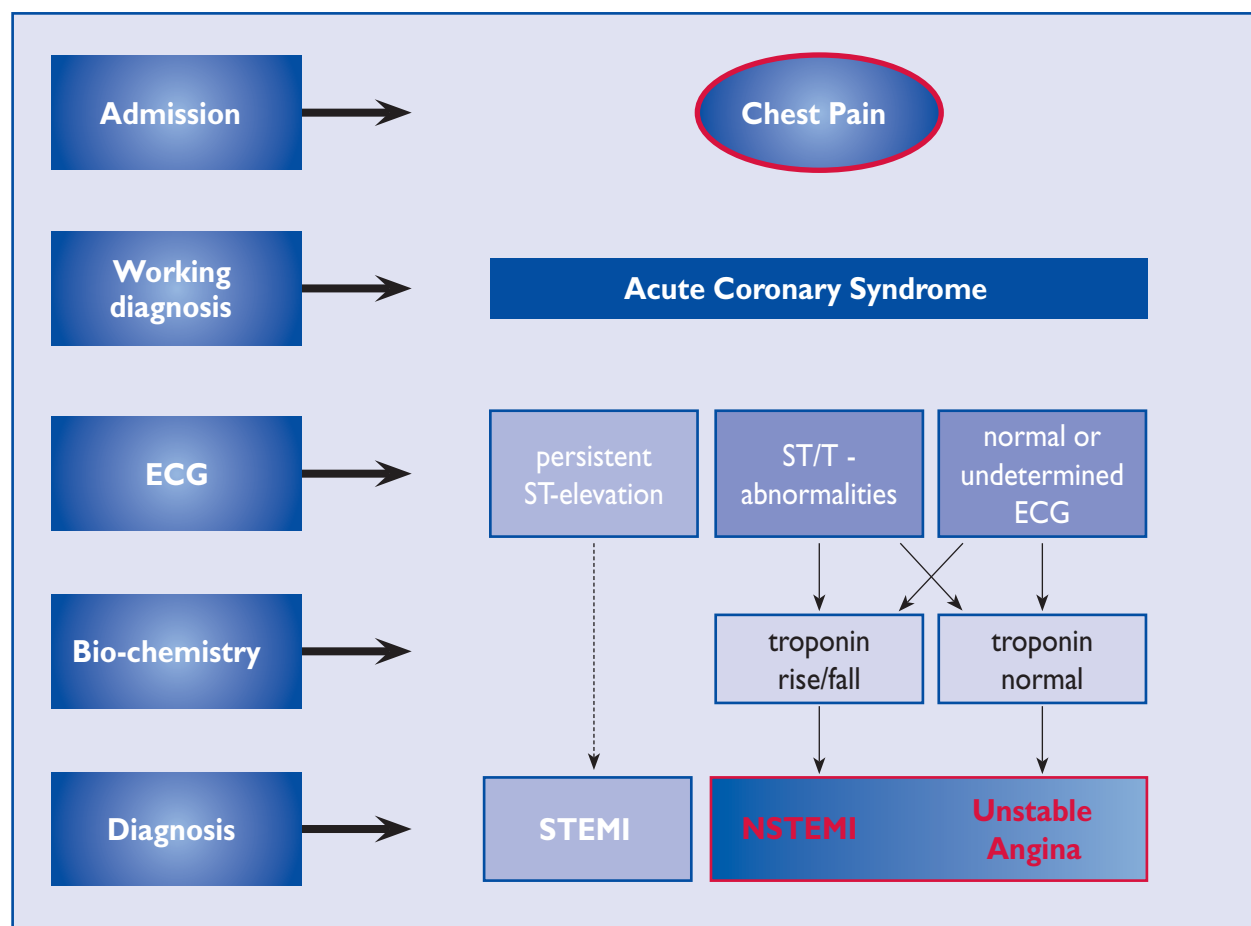 Admission
Chest Pain
Working
diagnosis
Acute Coronary Syndrome
ECG
persistent
ST-elevation
ST/T -
abnormalities
normal or
undetermined
ECG
Bio-chemistry
troponin
rise/fall
troponin
normal
Diagnosis
STEMI
NSTEMI
Unstable
Angina